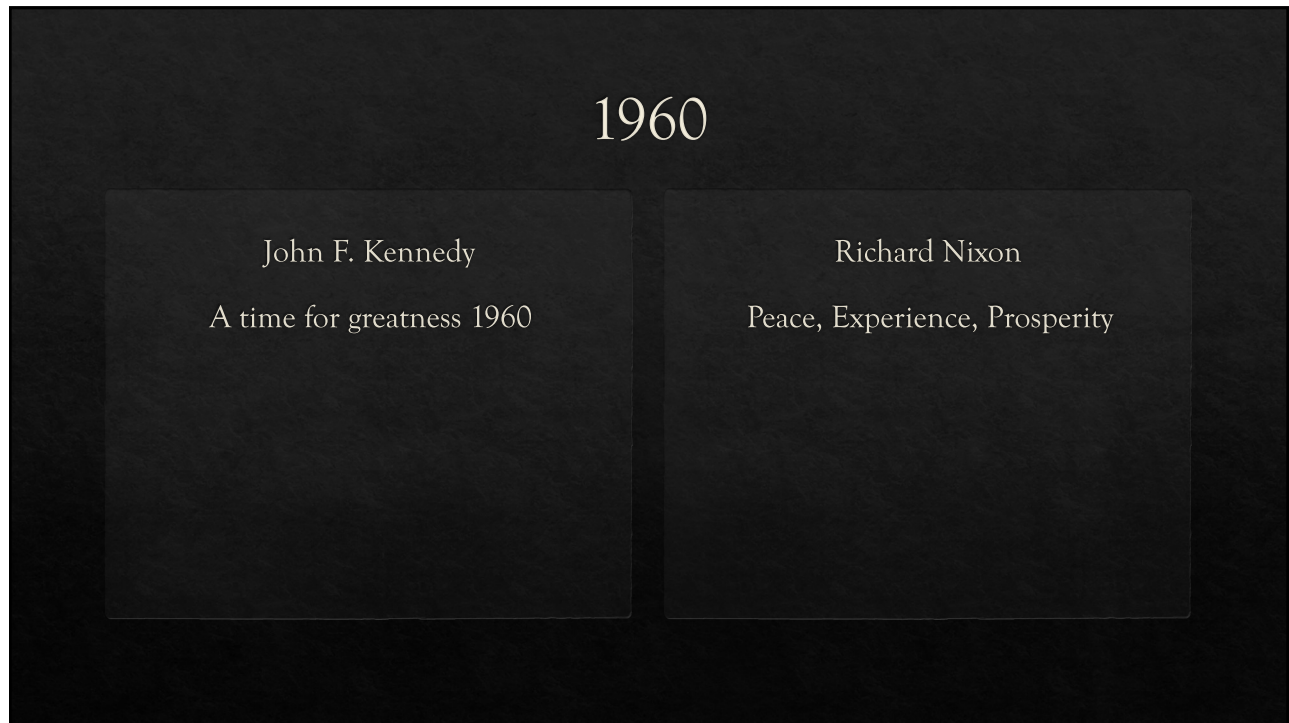 1960
John F. Kennedy
A time for greatness 1960
Richard Nixon
Peace, Experience, Prosperity